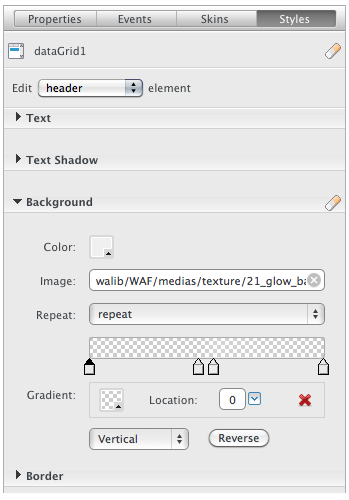 Properties Events Skins Styles
dataGrid1
Edit header element
Text
Text Shadow
Background
Color:
Image: walib/WAF/medias/texture/21_glow_ba
Repeat: repeat
Gradient: Location: 0
Vertical Reverse
Border